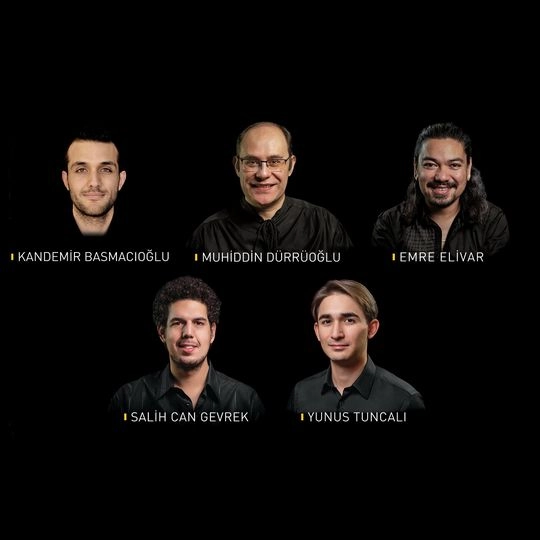 KANDEMİR BASMACIOĞLU
MUHİDDİN DÜRRÜOĞLU
EMRE ELİVAR
SALİH CAN GEVREK
YUNUS TUNCALI